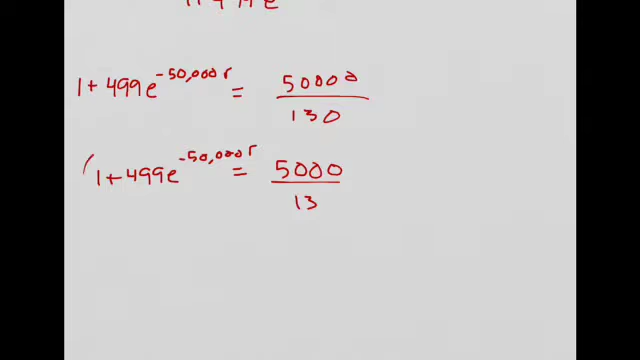 1 + 499e^{-50,000r} = 50000/130
(1 + 499e^{-50,000r} = 5000/13